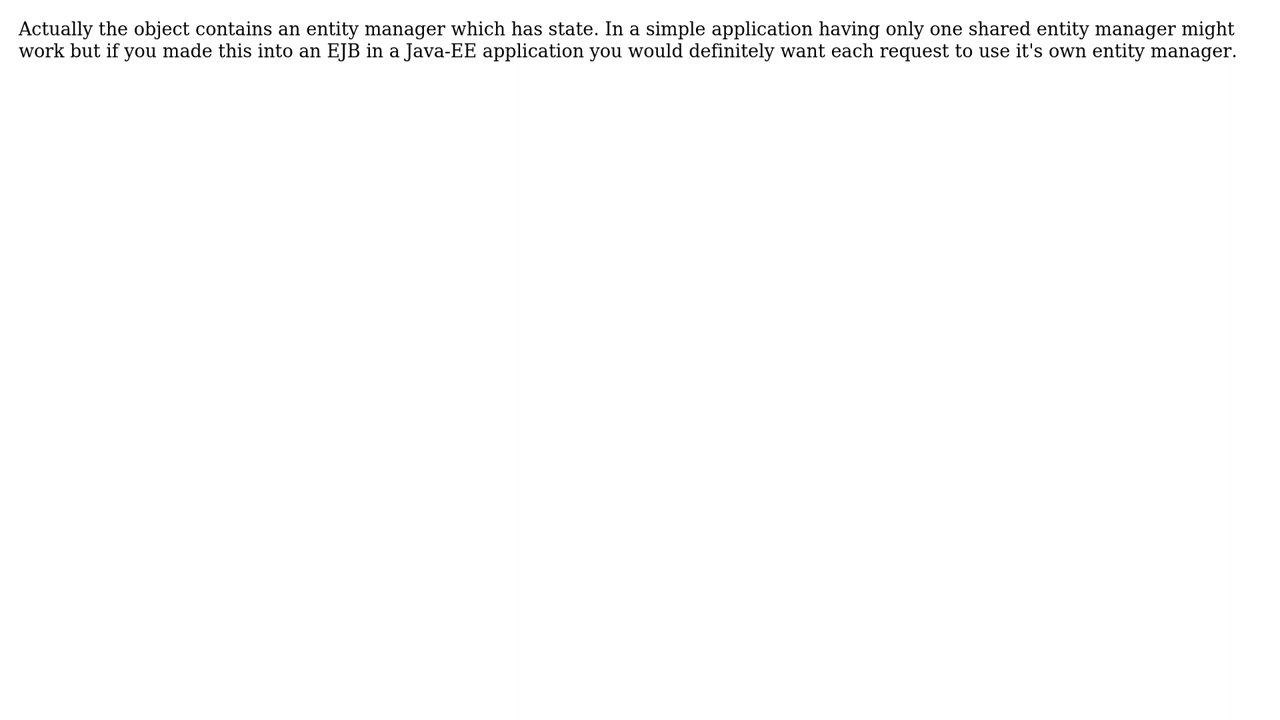 Actually the object contains an entity manager which has state. In a simple application having only one shared entity manager might
work but if you made this into an EJB in a Java-EE application you would definitely want each request to use it's own entity manager.